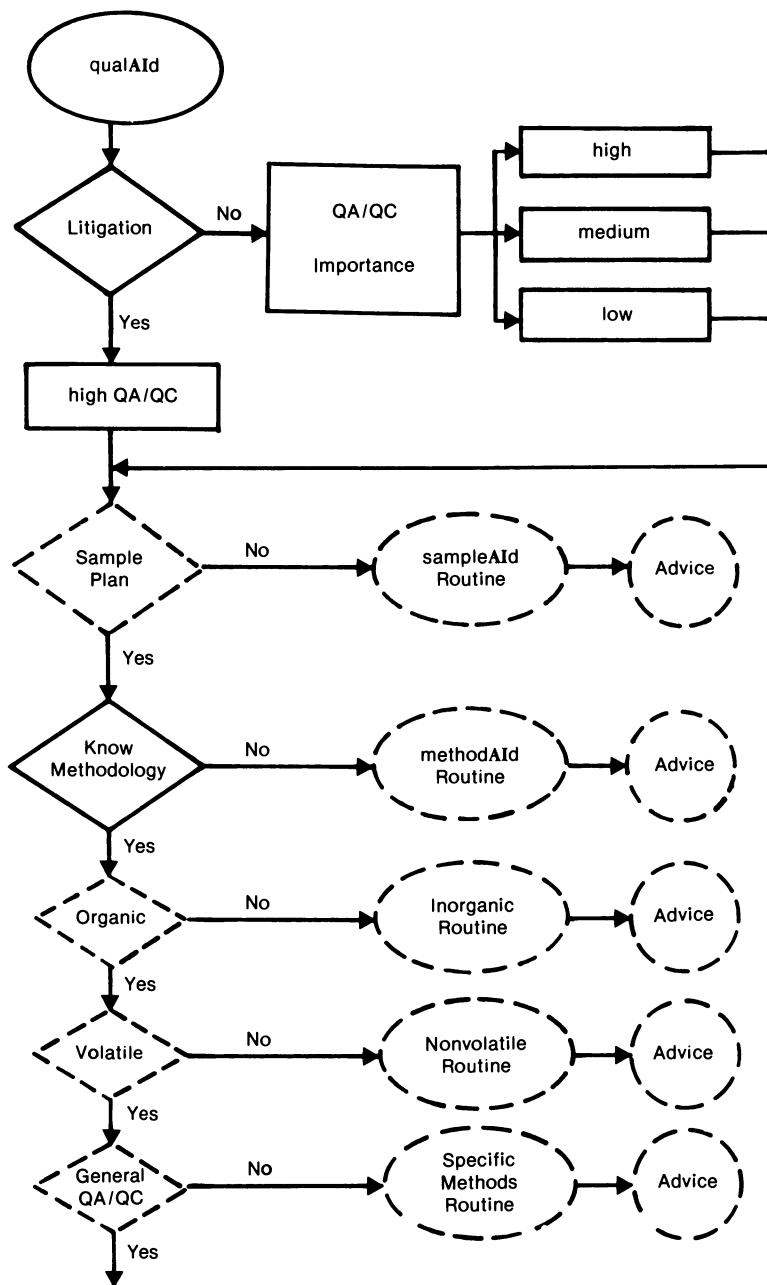 qualAId
Litigation
No
QA/QC
Importance
high
medium
low
Yes
high QA/QC
Sample
Plan
No
sampleAId
Routine
Advice
Yes
Know
Methodology
No
methodAId
Routine
Advice
Yes
Organic
No
Inorganic
Routine
Advice
Yes
Volatile
No
Nonvolatile
Routine
Advice
Yes
General
QA/QC
No
Specific
Methods
Routine
Advice
Yes